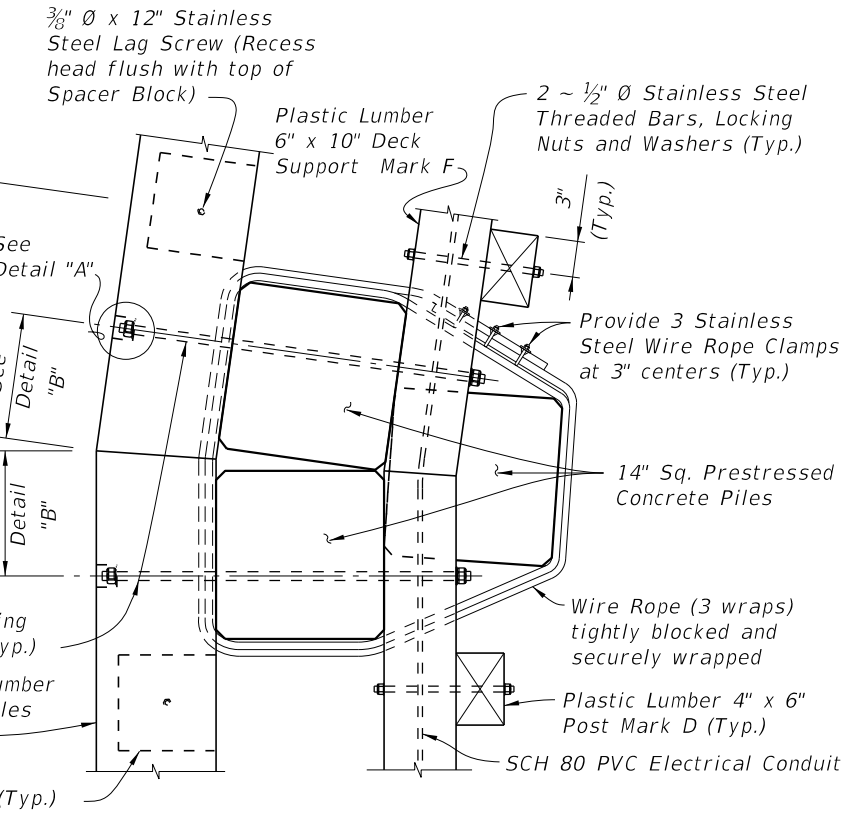 ⅜" Ø x 12" Stainless
Steel Lag Screw (Recess
head flush with top of
Spacer Block)
Plastic Lumber
6" x 10" Deck
Support Mark F
2 ~ ½" Ø Stainless Steel
Threaded Bars, Locking
Nuts and Washers (Typ.)
3"
(Typ.)
See
Detail "A"
Provide 3 Stainless
Steel Wire Rope Clamps
at 3" centers (Typ.)
See
Detail
"B"
14" Sq. Prestressed
Concrete Piles
Detail
"B"
Wire Rope (3 wraps)
tightly blocked and
securely wrapped
Plastic Lumber 4" x 6"
Post Mark D (Typ.)
SCH 80 PVC Electrical Conduit
(Typ.)